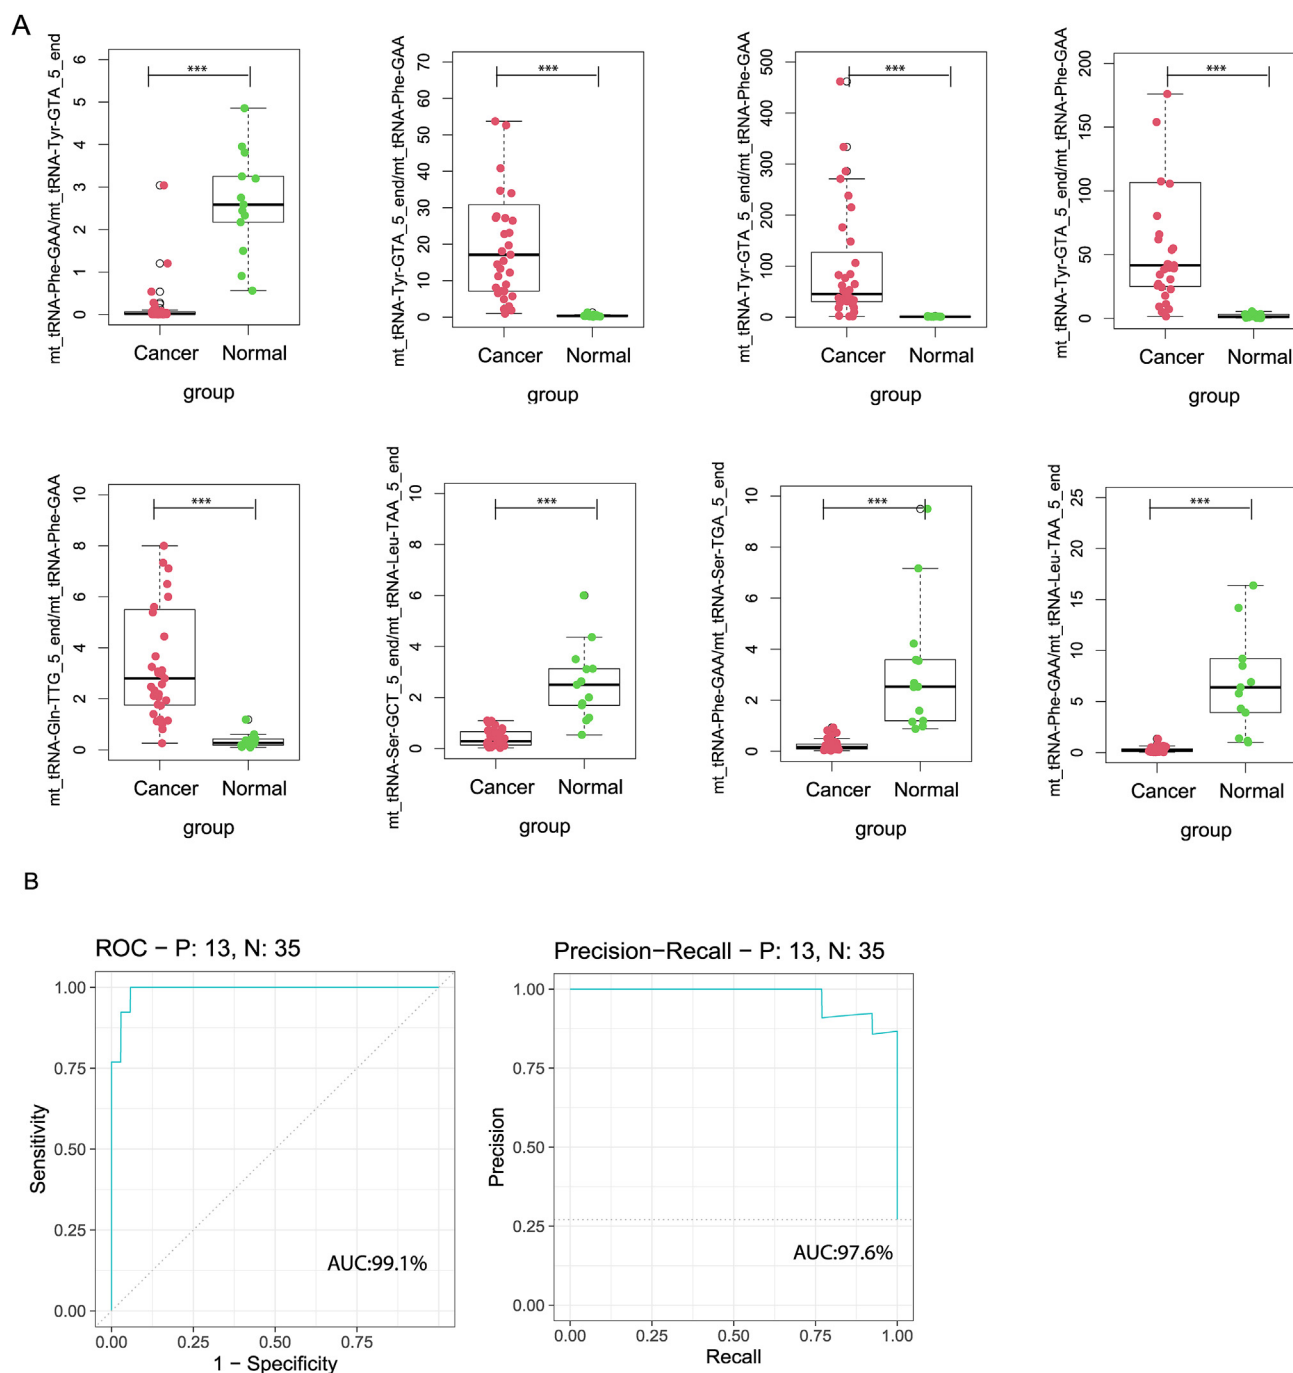 A
mt_tRNA-Phe-GAA/mt_tRNA-Tyr-GTA_5_end
0 1 2 3 4 5 6
***
Cancer Normal
group
mt_tRNA-Tyr-GTA_5_end/mt_tRNA-Phe-GAA
0 10 20 30 40 50 60 70
***
Cancer Normal
group
mt_tRNA-Tyr-GTA_5_end/mt_tRNA-Phe-GAA
0 100 200 300 400 500
***
Cancer Normal
group
mt_tRNA-Tyr-GTA_5_end/mt_tRNA-Phe-GAA
0 50 100 150 200
***
Cancer Normal
group
mt_tRNA-Gln-TTG_5_end/mt_tRNA-Phe-GAA
0 2 4 6 8 10
***
Cancer Normal
group
mt_tRNA-Ser-GCT_5_end/mt_tRNA-Leu-TAA_5_end
0 2 4 6 8 10
***
Cancer Normal
group
mt_tRNA-Phe-GAA/mt_tRNA-Ser-TGA_5_end
0 2 4 6 8 10
***
Cancer Normal
group
mt_tRNA-Phe-GAA/mt_tRNA-Leu-TAA_5_end
0 5 10 15 20 25
***
Cancer Normal
group
B
ROC − P: 13, N: 35
Sensitivity
1.00
0.75
0.50
0.25
0.00
AUC:99.1%
0.00 0.25 0.50 0.75
1 − Specificity
Precision−Recall − P: 13, N: 35
Precision
1.00
0.75
0.50
0.25
0.00
AUC:97.6%
0.00 0.25 0.50 0.75 1.00
Recall